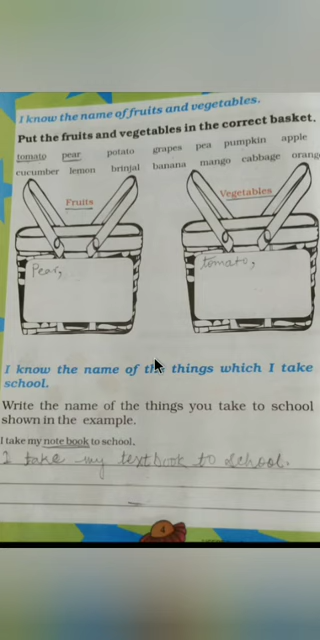 I know the name of fruits and vegetables.
Put the fruits and vegetables in the correct basket.
tomato pear potato grapes pea pumpkin apple
cucumber lemon brinjal banana mango cabbage orange
Fruits Vegetables
Pear, tomato,
I know the name of the things which I take
school.
Write the name of the things you take to school
shown in the example.
I take my note book to school.
I take my textbook to school.
4